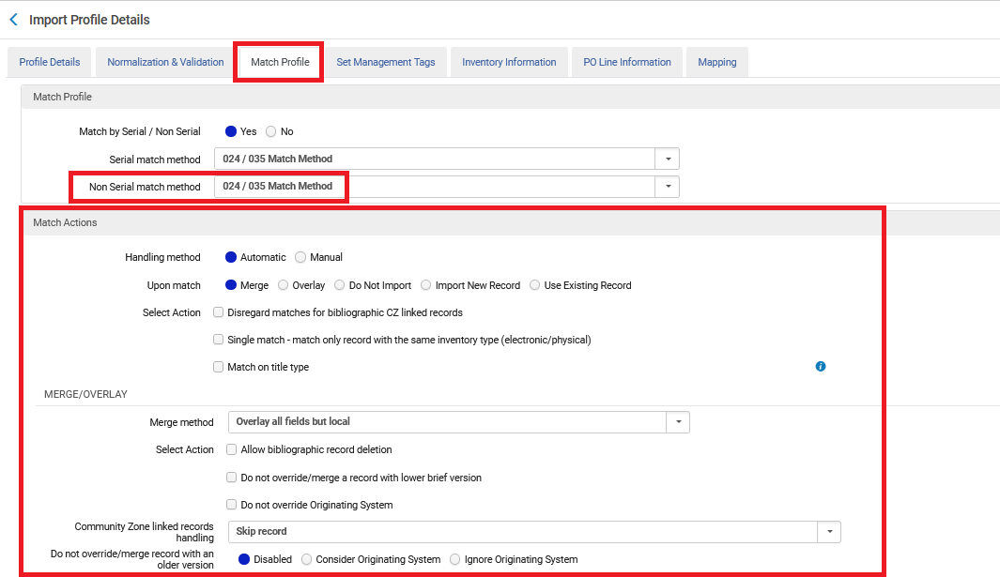 Import Profile Details
Profile Details Normalization & Validation Match Profile Set Management Tags Inventory Information PO Line Information Mapping
Match Profile
Match by Serial / Non Serial Yes No
Serial match method 024 / 035 Match Method
Non Serial match method 024 / 035 Match Method
Match Actions
Handling method Automatic Manual
Upon match Merge Overlay Do Not Import Import New Record Use Existing Record
Select Action Disregard matches for bibliographic CZ linked records
Single match - match only record with the same inventory type (electronic/physical)
Match on title type
MERGE/OVERLAY
Merge method Overlay all fields but local
Select Action Allow bibliographic record deletion
Do not override/merge a record with lower brief version
Do not override Originating System
Community Zone linked records
handling Skip record
Do not override/merge record with an
older version Disabled Consider Originating System Ignore Originating System